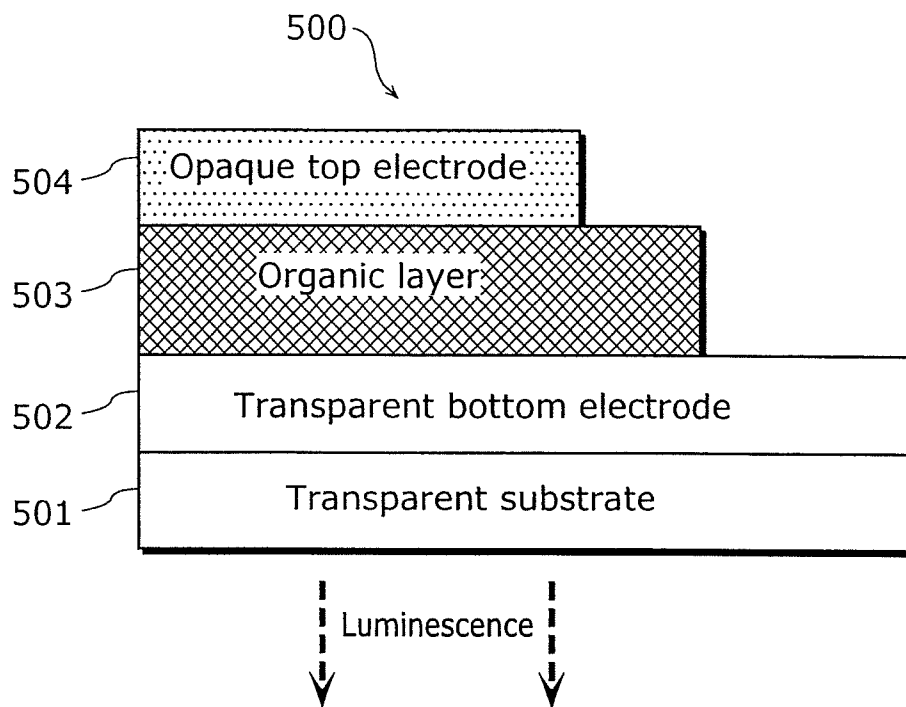 500
504
Opaque top electrode
503
Organic layer
502
Transparent bottom electrode
501
Transparent substrate
Luminescence